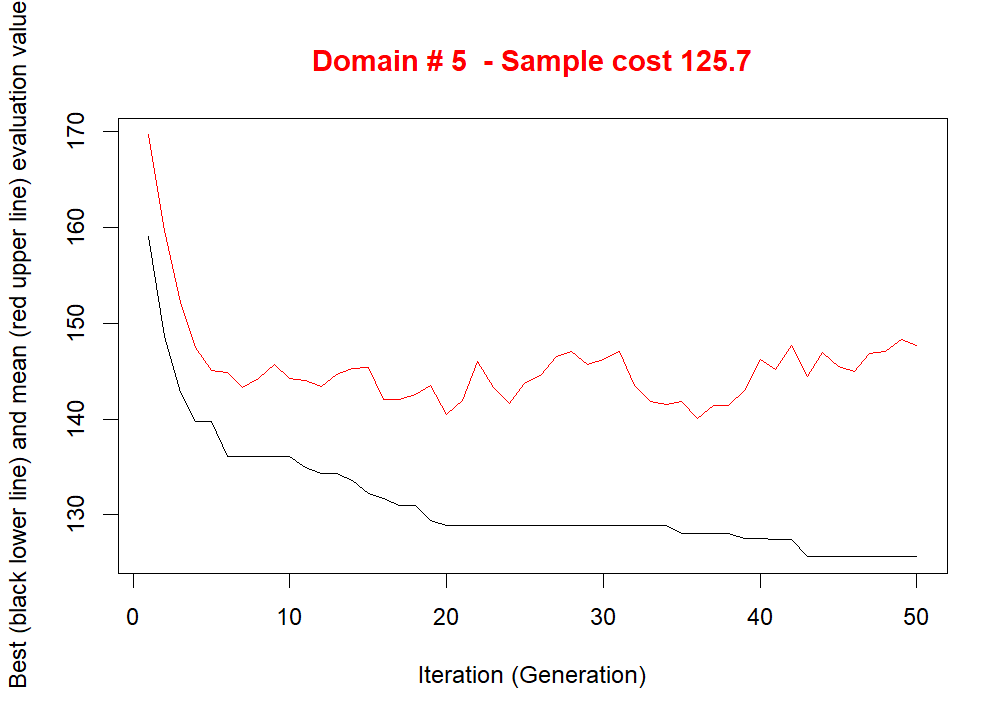 Domain # 5  - Sample cost 125.7
Best (black lower line) and mean (red upper line) evaluation value
170
160
150
140
130
0 10 20 30 40 50
Iteration (Generation)